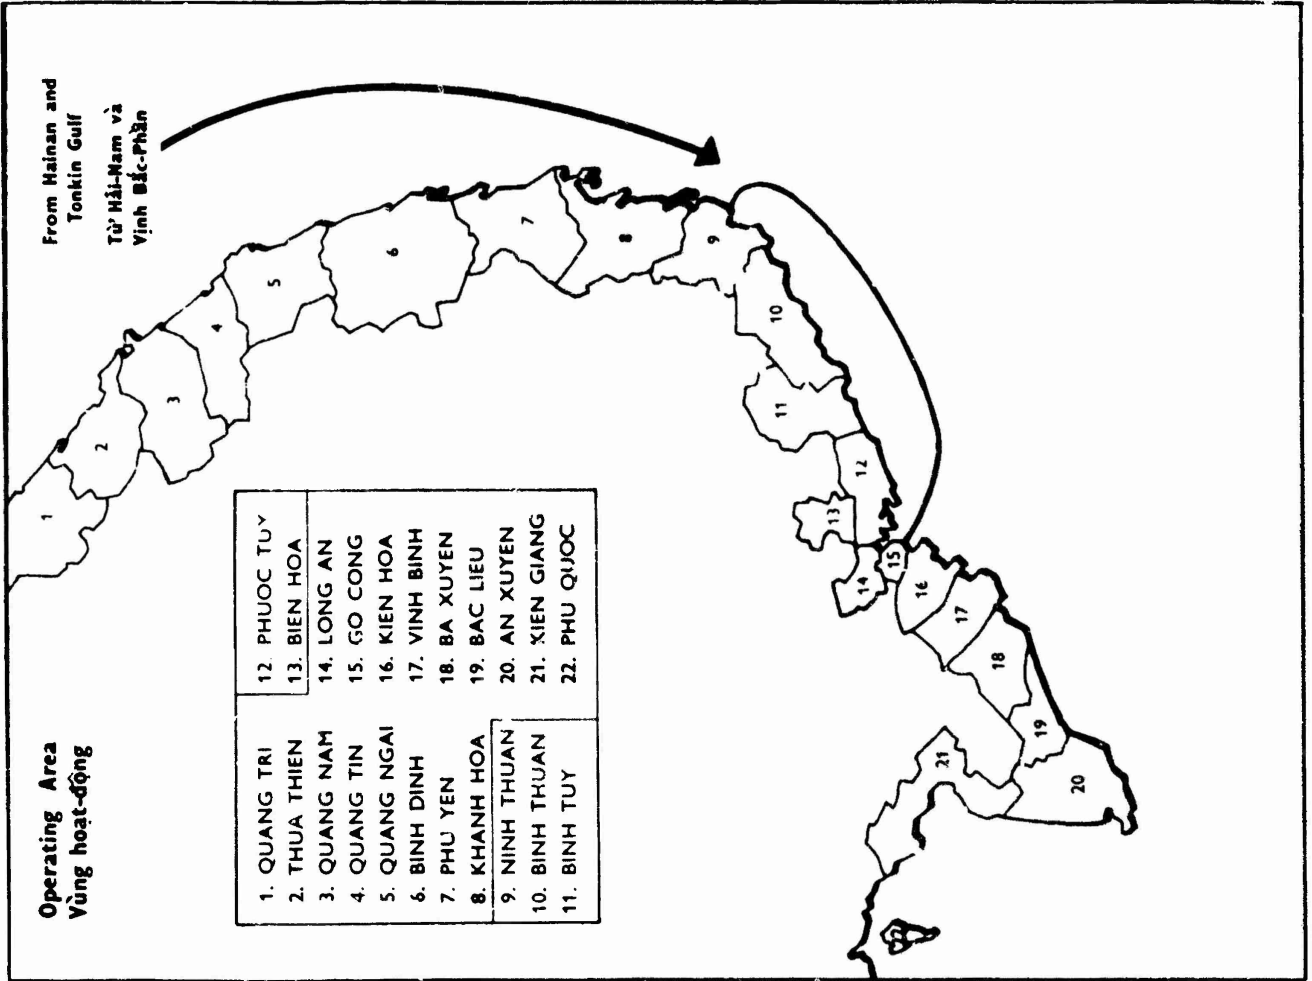 Operating Area
Vùng hoạt-động
From Hainan and
Tonkin Gulf
Từ Hải-Nam và
Vịnh Bắc-Phần
1. QUANG TRI
2. THUA THIEN
3. QUANG NAM
4. QUANG TIN
5. QUANG NGAI
6. BINH DINH
7. PHU YEN
8. KHANH HOA
9. NINH THUAN
10. BINH THUAN
11. BINH TUY
12. PHUOC TUY
13. BIEN HOA
14. LONG AN
15. GO CONG
16. KIEN HOA
17. VINH BINH
18. BA XUYEN
19. BAC LIEU
20. AN XUYEN
21. KIEN GIANG
22. PHU QUOC
1
2
3
4
5
6
7
8
9
10
11
12
13
14
15
16
17
18
19
20
21
22